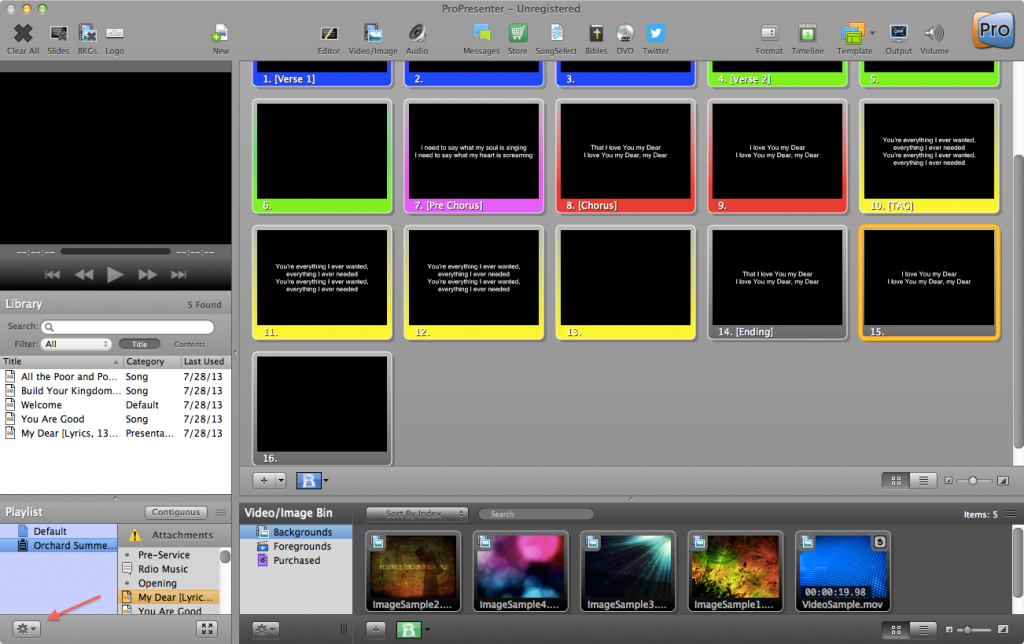 ProPresenter – Unregistered
Clear All Slides BKGs Logo New Editor Video/Image Audio Messages Store SongSelect Bibles DVD Twitter Format Timeline Template Output Volume
Pro
1. [Verse 1]
2.
3.
4. [Verse 2]
5.
6.
I need to say what my soul is singing
I need to say what my heart is screaming
7. [Pre Chorus]
That I love You my Dear
I love You my Dear, my Dear
8. [Chorus]
I love You my Dear
I love You my Dear, my Dear
9.
You're everything I ever wanted,
everything I ever needed
You're everything I ever wanted,
everything I ever needed
10. [TAG]
You're everything I ever wanted,
everything I ever needed
You're everything I ever wanted,
everything I ever needed
11.
You're everything I ever wanted,
everything I ever needed
You're everything I ever wanted,
everything I ever needed
12.
13.
That I love You my Dear
I love You my Dear, my Dear
14. [Ending]
I love You my Dear
I love You my Dear, my Dear
15.
16.
--:--:-- --:--:--
Library 5 Found
Search:
Filter: All Title Contents
Title Category Last Used
All the Poor and Po... Song 7/28/13
Build Your Kingdom... Song 7/28/13
Welcome Default 7/28/13
You Are Good Song 7/28/13
My Dear [Lyrics, 13... Presenta... 7/28/13
Playlist Contiguous
Default
Orchard Summe...
Attachments
Pre-Service
Rdio Music
Opening
My Dear [Lyric...
You Are Good
Video/Image Bin Sort By Index Search Items: 5
Backgrounds
Foregrounds
Purchased
ImageSample2....
ImageSample4....
ImageSample3....
ImageSample1....
00:00:19.98
VideoSample.mov